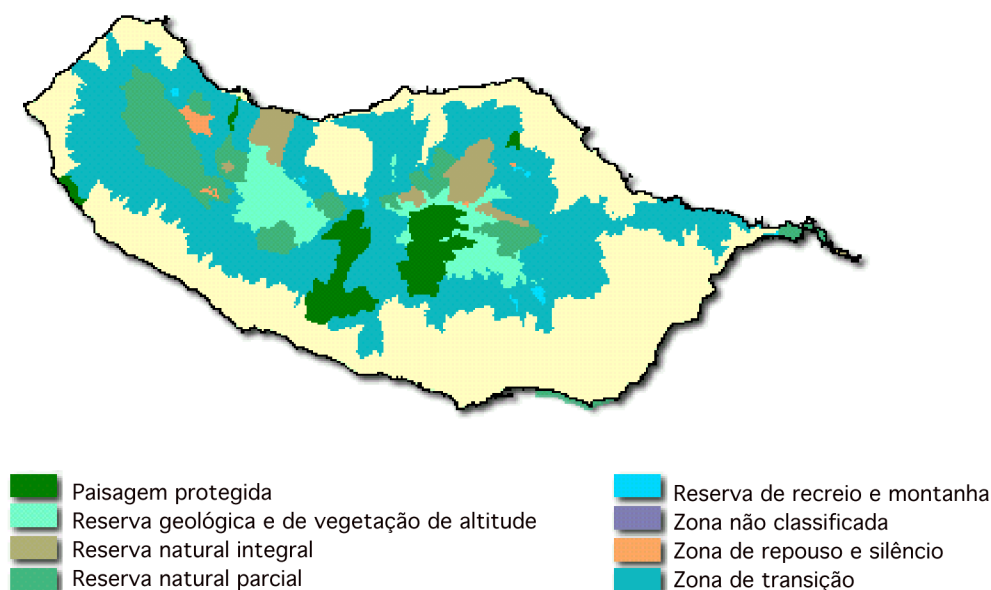 Paisagem protegida
Reserva geológica e de vegetação de altitude
Reserva natural integral
Reserva natural parcial
Reserva de recreio e montanha
Zona não classificada
Zona de repouso e silêncio
Zona de transição